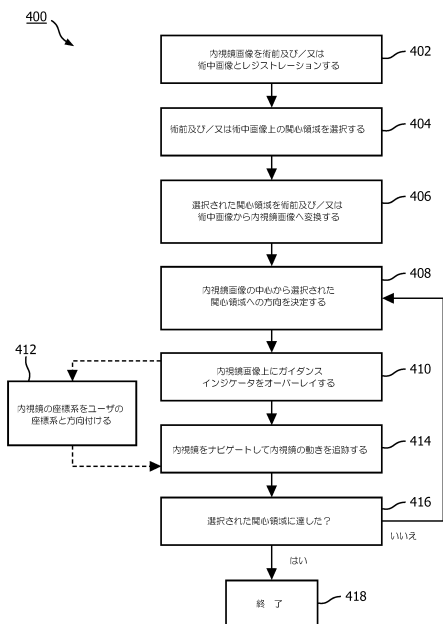 400
内視鏡画像を術前及び／又は
術中画像とレジストレーションする
402
術前及び／又は術中画像上の関心領域を選択する
404
選択された関心領域を術前及び／又は
術中画像から内視鏡画像へ変換する
406
内視鏡画像の中心から選択された
関心領域への方向を決定する
408
内視鏡画像上にガイダンス
インジケータをオーバーレイする
410
412
内視鏡の座標系をユーザの
座標系と方向付ける
内視鏡をナビゲートして内視鏡の動きを追跡する
414
選択された関心領域に達した？
416
いいえ
はい
終 了
418